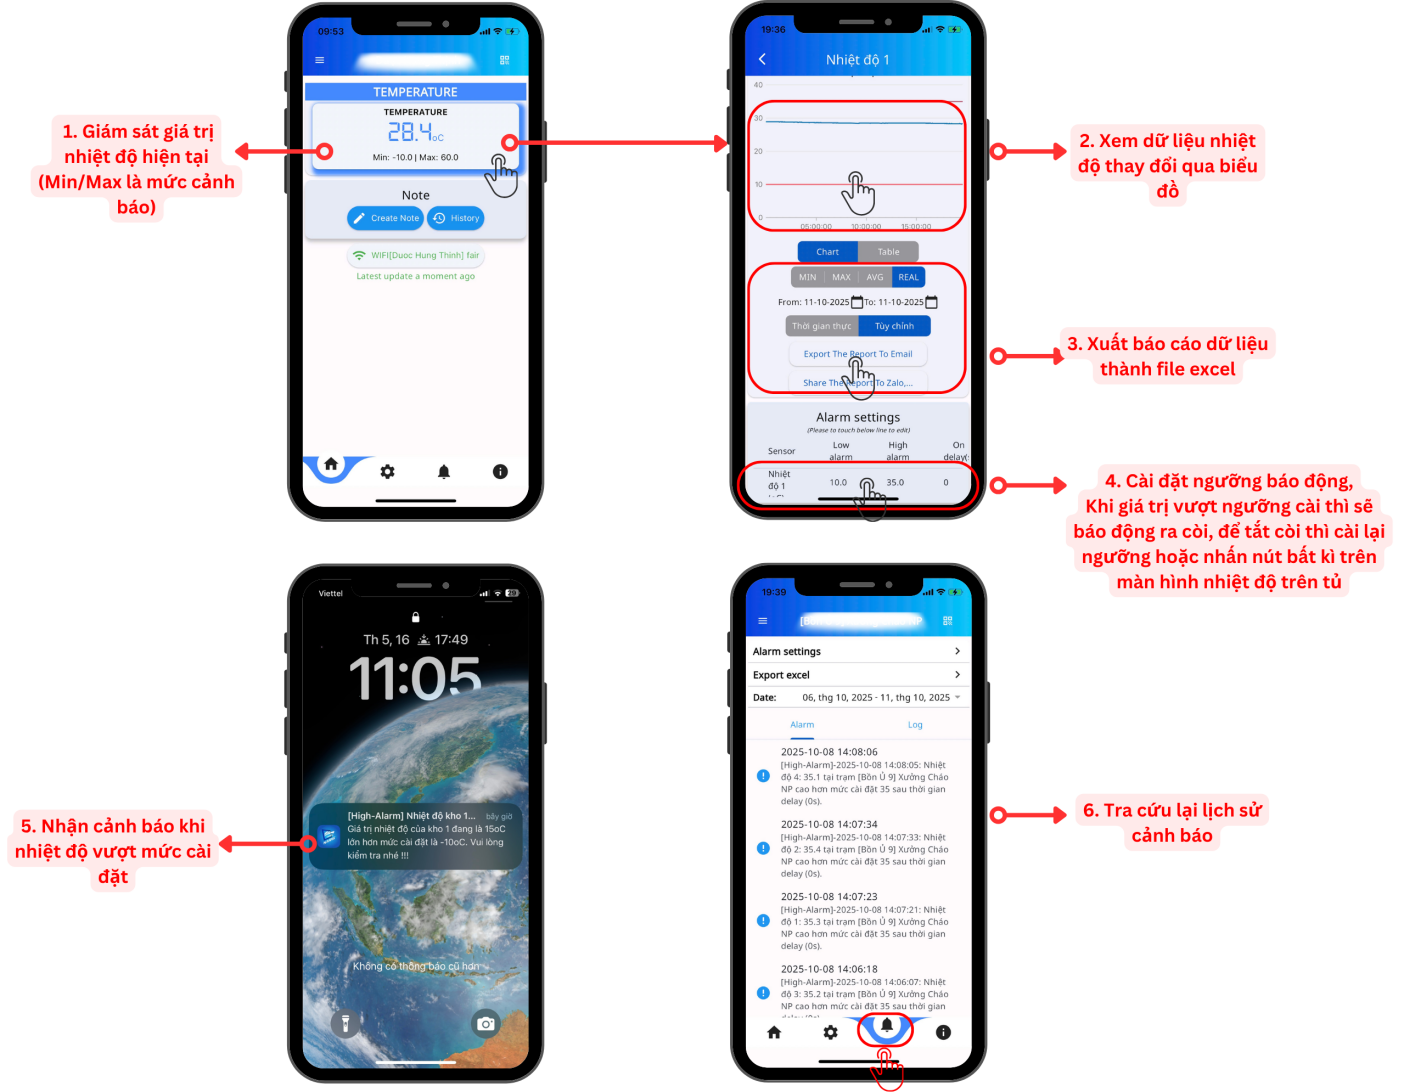 09:53
TEMPERATURE
TEMPERATURE
28.4oC
Min: -10.0 | Max: 60.0
Note
Create Note
History
WIFI[Duoc Hung Thinh] fair
Latest update a moment ago
1. Giám sát giá trị
nhiệt độ hiện tại
(Min/Max là mức cảnh
báo)
19:36
Nhiệt độ 1
40
30
20
10
0
05:00:00 10:00:00 15:00:00
Chart Table
MIN MAX AVG REAL
From: 11-10-2025 To: 11-10-2025
Thời gian thực Tùy chỉnh
Export The Report To Email
Share The Report To Zalo,...
Alarm settings
(Please to touch below line to edit)
Sensor Low alarm High alarm On delay(s
Nhiệt
độ 1
10.0 35.0 0
2. Xem dữ liệu nhiệt
độ thay đổi qua biểu
đồ
3. Xuất báo cáo dữ liệu
thành file excel
4. Cài đặt ngưỡng báo động,
Khi giá trị vượt ngưỡng cài thì sẽ
báo động ra còi, để tắt còi thì cài lại
ngưỡng hoặc nhấn nút bất kì trên
màn hình nhiệt độ trên tủ
Viettel
Th 5, 16 17:49
11:05
[High-Alarm] Nhiệt độ kho 1... bây giờ
Giá trị nhiệt độ của kho 1 đang là 15oC
lớn hơn mức cài đặt là -10oC. Vui lòng
kiểm tra nhé !!!
Không có thông báo cũ hơn
5. Nhận cảnh báo khi
nhiệt độ vượt mức cài
đặt
19:39
Alarm settings
Export excel
Date: 06, thg 10, 2025 - 11, thg 10, 2025
Alarm Log
2025-10-08 14:08:06
[High-Alarm]-2025-10-08 14:08:05: Nhiệt
độ 4: 35.1 tại trạm [Bồn Ủ 9] Xưởng Cháo
NP cao hơn mức cài đặt 35 sau thời gian
delay (0s).
2025-10-08 14:07:34
[High-Alarm]-2025-10-08 14:07:33: Nhiệt
độ 2: 35.4 tại trạm [Bồn Ủ 9] Xưởng Cháo
NP cao hơn mức cài đặt 35 sau thời gian
delay (0s).
2025-10-08 14:07:23
[High-Alarm]-2025-10-08 14:07:21: Nhiệt
độ 1: 35.3 tại trạm [Bồn Ủ 9] Xưởng Cháo
NP cao hơn mức cài đặt 35 sau thời gian
delay (0s).
2025-10-08 14:06:18
[High-Alarm]-2025-10-08 14:06:07: Nhiệt
độ 3: 35.2 tại trạm [Bồn Ủ 9] Xưởng Cháo
NP cao hơn mức cài đặt 35 sau thời gian
6. Tra cứu lại lịch sử
cảnh báo